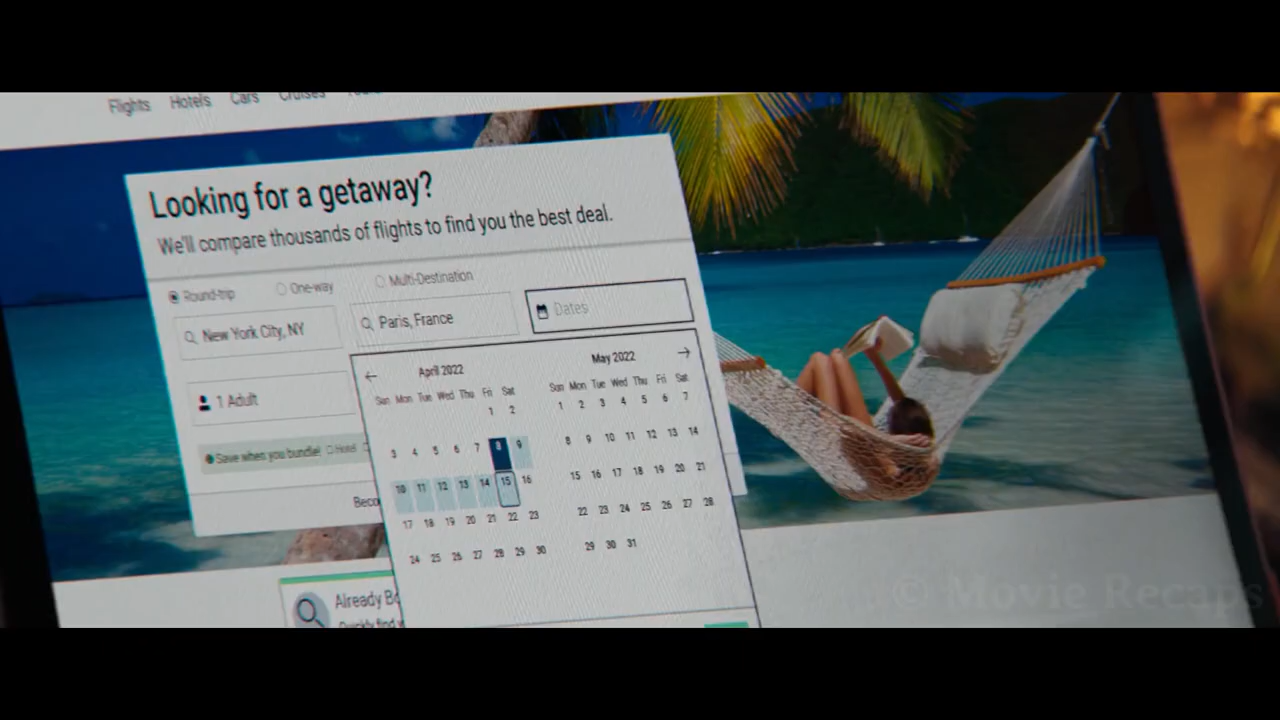 Flights Hotels Cars Cruises
Looking for a getaway?
We'll compare thousands of flights to find you the best deal.
Round-trip One-way Multi-Destination
New York City, NY Paris, France Dates
1 Adult
Save when you bundle! Hotel
April 2022 May 2022
Sun Mon Tue Wed Thu Fri Sat Sun Mon Tue Wed Thu Fri Sat
1 2 1 2 3 4 5 6 7
3 4 5 6 7 8 9 8 9 10 11 12 13 14
10 11 12 13 14 15 16 15 16 17 18 19 20 21
17 18 19 20 21 22 23 22 23 24 25 26 27 28
24 25 26 27 28 29 30 29 30 31
Already
Quickly find
© Movie Recaps